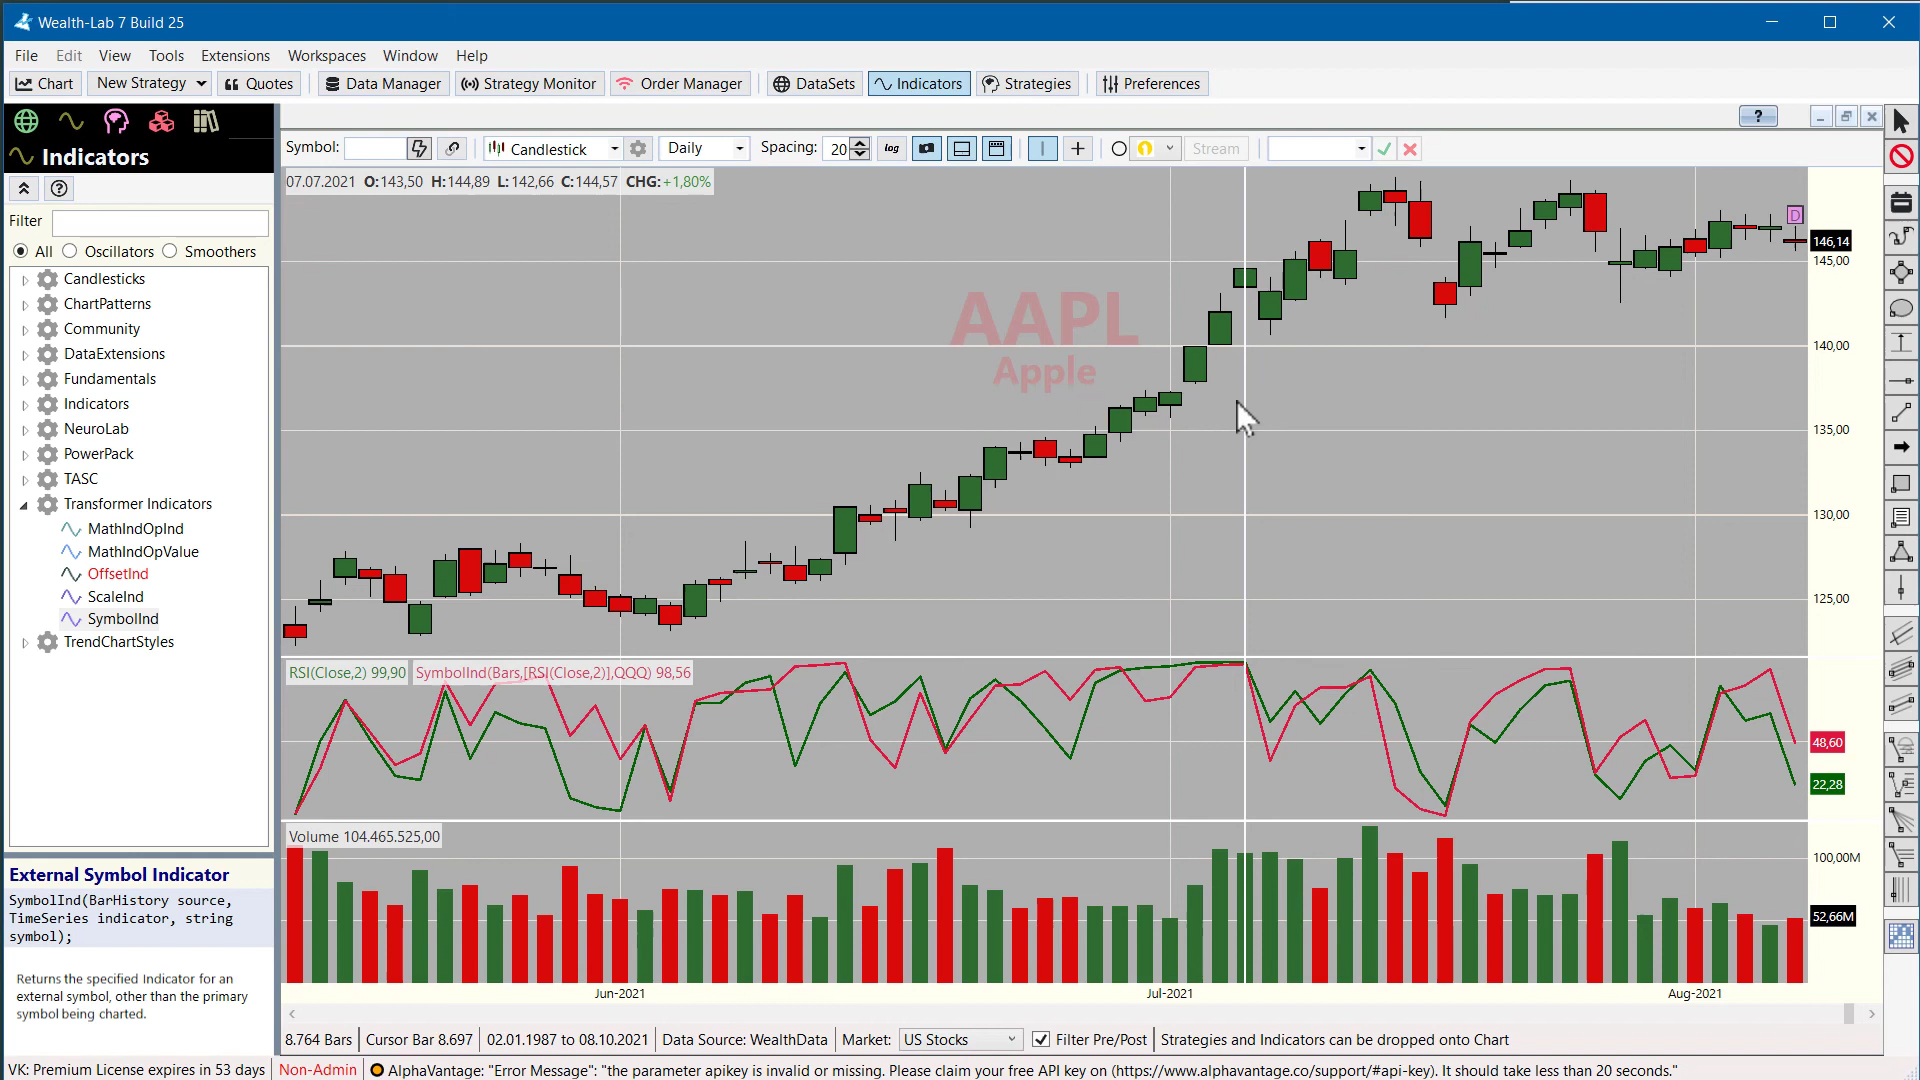 Wealth-Lab 7 Build 25
File Edit View Tools Extensions Workspaces Window Help
Chart New Strategy Quotes Data Manager Strategy Monitor Order Manager DataSets Indicators Strategies Preferences
Indicators
?
Symbol: Candlestick Daily Spacing: 20 log Stream
?
Filter
All Oscillators Smoothers
Candlesticks
ChartPatterns
Community
DataExtensions
Fundamentals
Indicators
NeuroLab
PowerPack
TASC
Transformer Indicators
MathIndOpInd
MathIndOpValue
OffsetInd
ScaleInd
SymbolInd
TrendChartStyles
External Symbol Indicator
SymbolInd(BarHistory source,
TimeSeries indicator, string
symbol);
Returns the specified Indicator for an
external symbol, other than the primary
symbol being charted.
07.07.2021 O:143,50 H:144,89 L:142,66 C:144,57 CHG:+1,80%
AAPL
Apple
D
146,14
145,00
140,00
135,00
130,00
125,00
RSI(Close,2) 99,90 SymbolInd(Bars,[RSI(Close,2)],QQQ) 98,56
48,60
22,28
Volume 104.465.525,00
100,00M
52,66M
Jun-2021 Jul-2021 Aug-2021
8.764 Bars Cursor Bar 8.697 02.01.1987 to 08.10.2021 Data Source: WealthData Market: US Stocks Filter Pre/Post Strategies and Indicators can be dropped onto Chart
VK: Premium License expires in 53 days Non-Admin AlphaVantage: "Error Message": "the parameter apikey is invalid or missing. Please claim your free API key on (https://www.alphavantage.co/support/#api-key). It should take less than 20 seconds."